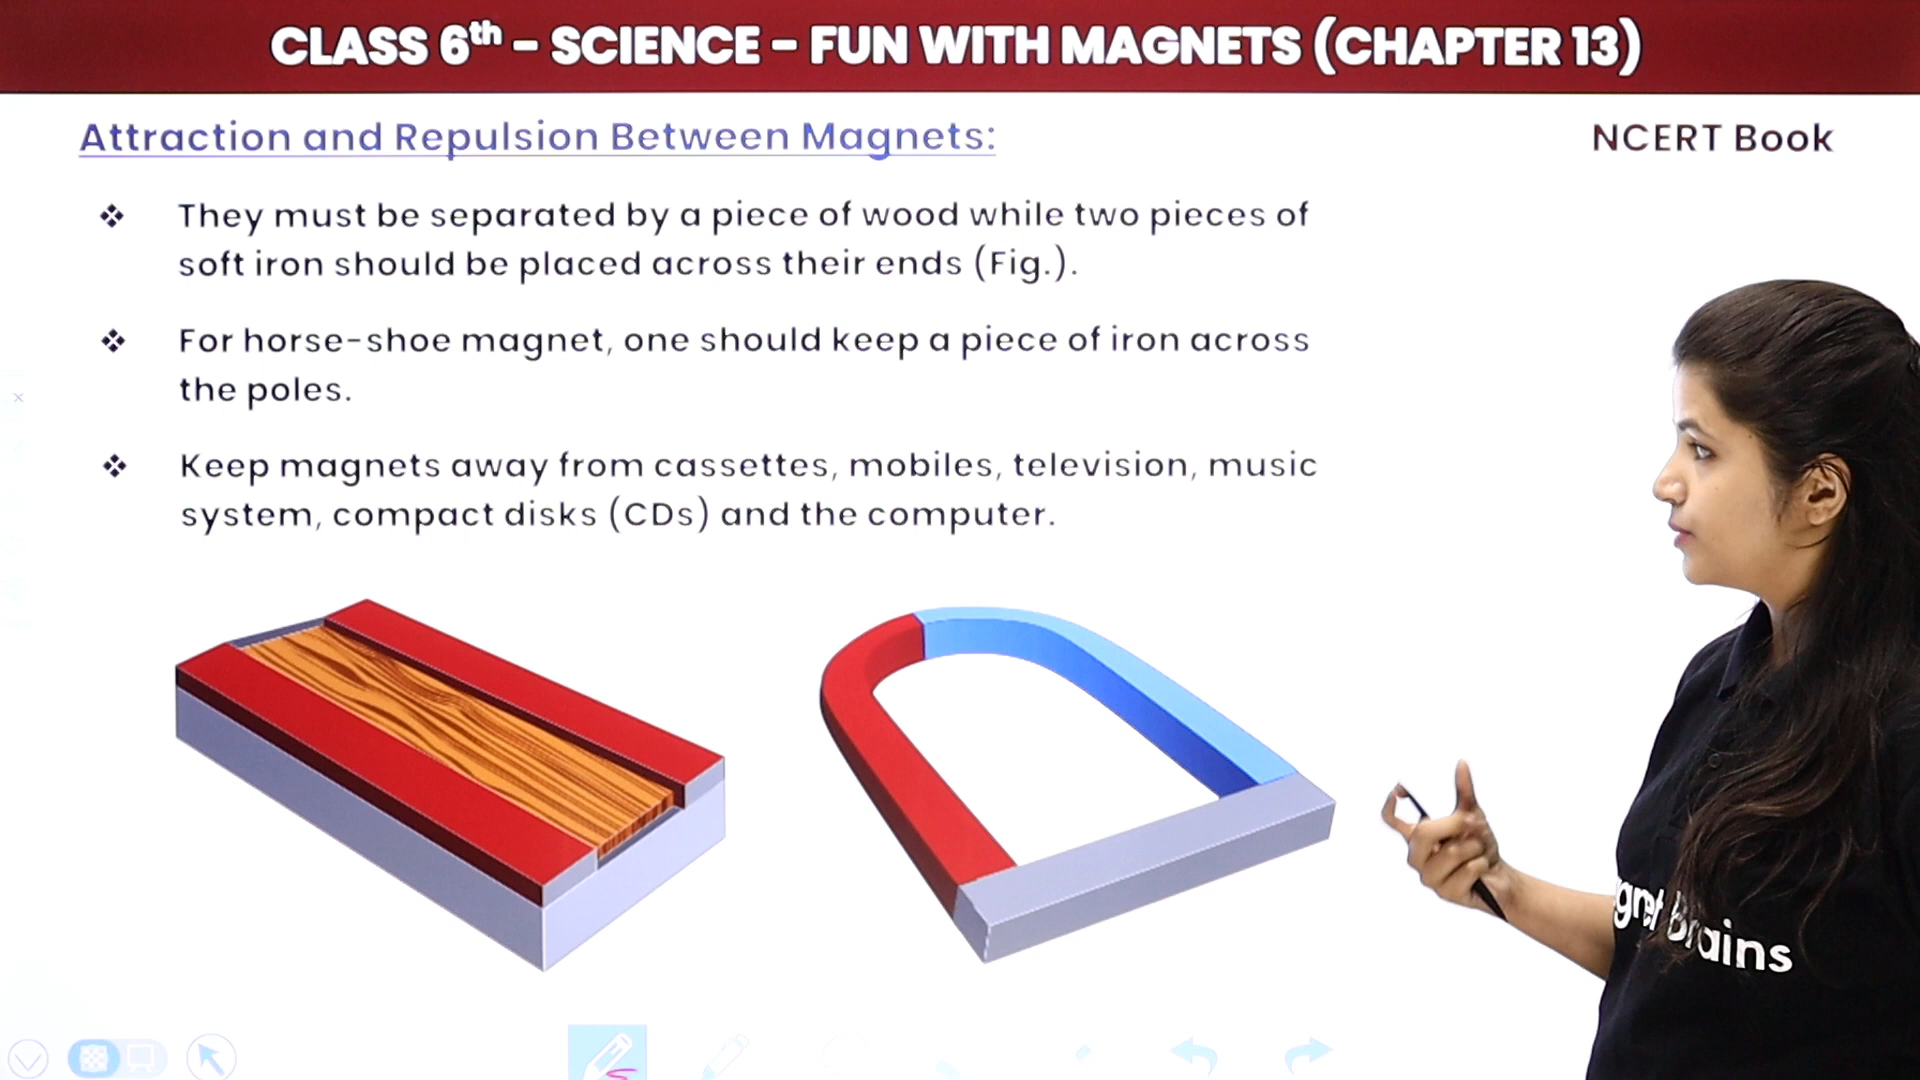 CLASS 6th - SCIENCE - FUN WITH MAGNETS (CHAPTER 13)
Attraction and Repulsion Between Magnets:
NCERT Book
They must be separated by a piece of wood while two pieces of
soft iron should be placed across their ends (Fig.).
For horse-shoe magnet, one should keep a piece of iron across
the poles.
Keep magnets away from cassettes, mobiles, television, music
system, compact disks (CDs) and the computer.
gnet Brains